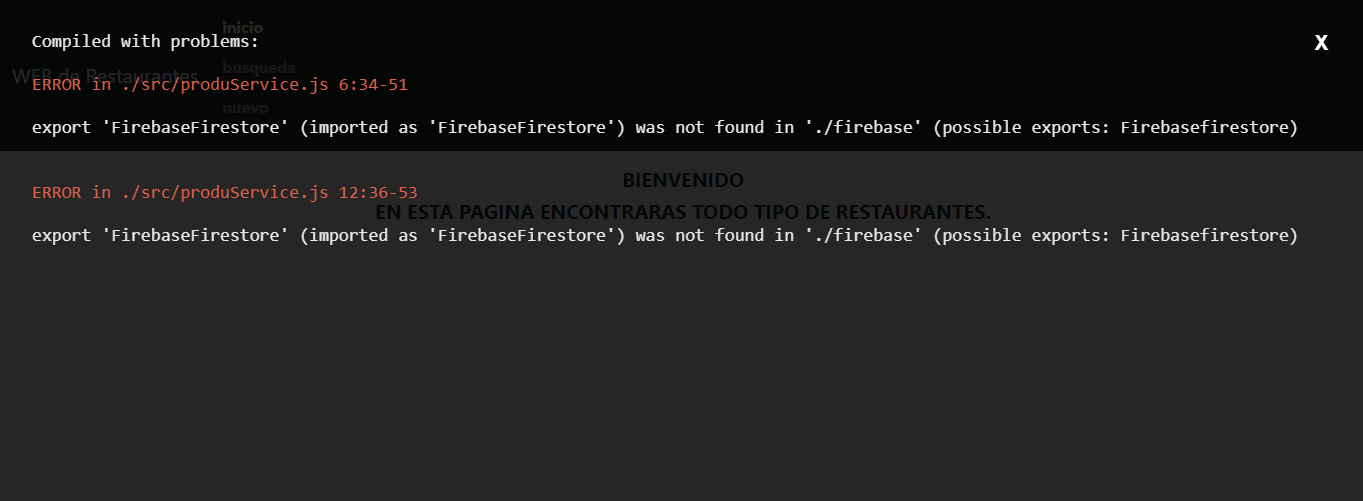 inicio
Compiled with problems:
X
busqueda
WEB de Restaurantes
ERROR in ./src/produService.js 6:34-51
nuevo
export 'FirebaseFirestore' (imported as 'FirebaseFirestore') was not found in './firebase' (possible exports: Firebasefirestore)
BIENVENIDO
ERROR in ./src/produService.js 12:36-53
EN ESTA PAGINA ENCONTRARAS TODO TIPO DE RESTAURANTES.
export 'FirebaseFirestore' (imported as 'FirebaseFirestore') was not found in './firebase' (possible exports: Firebasefirestore)